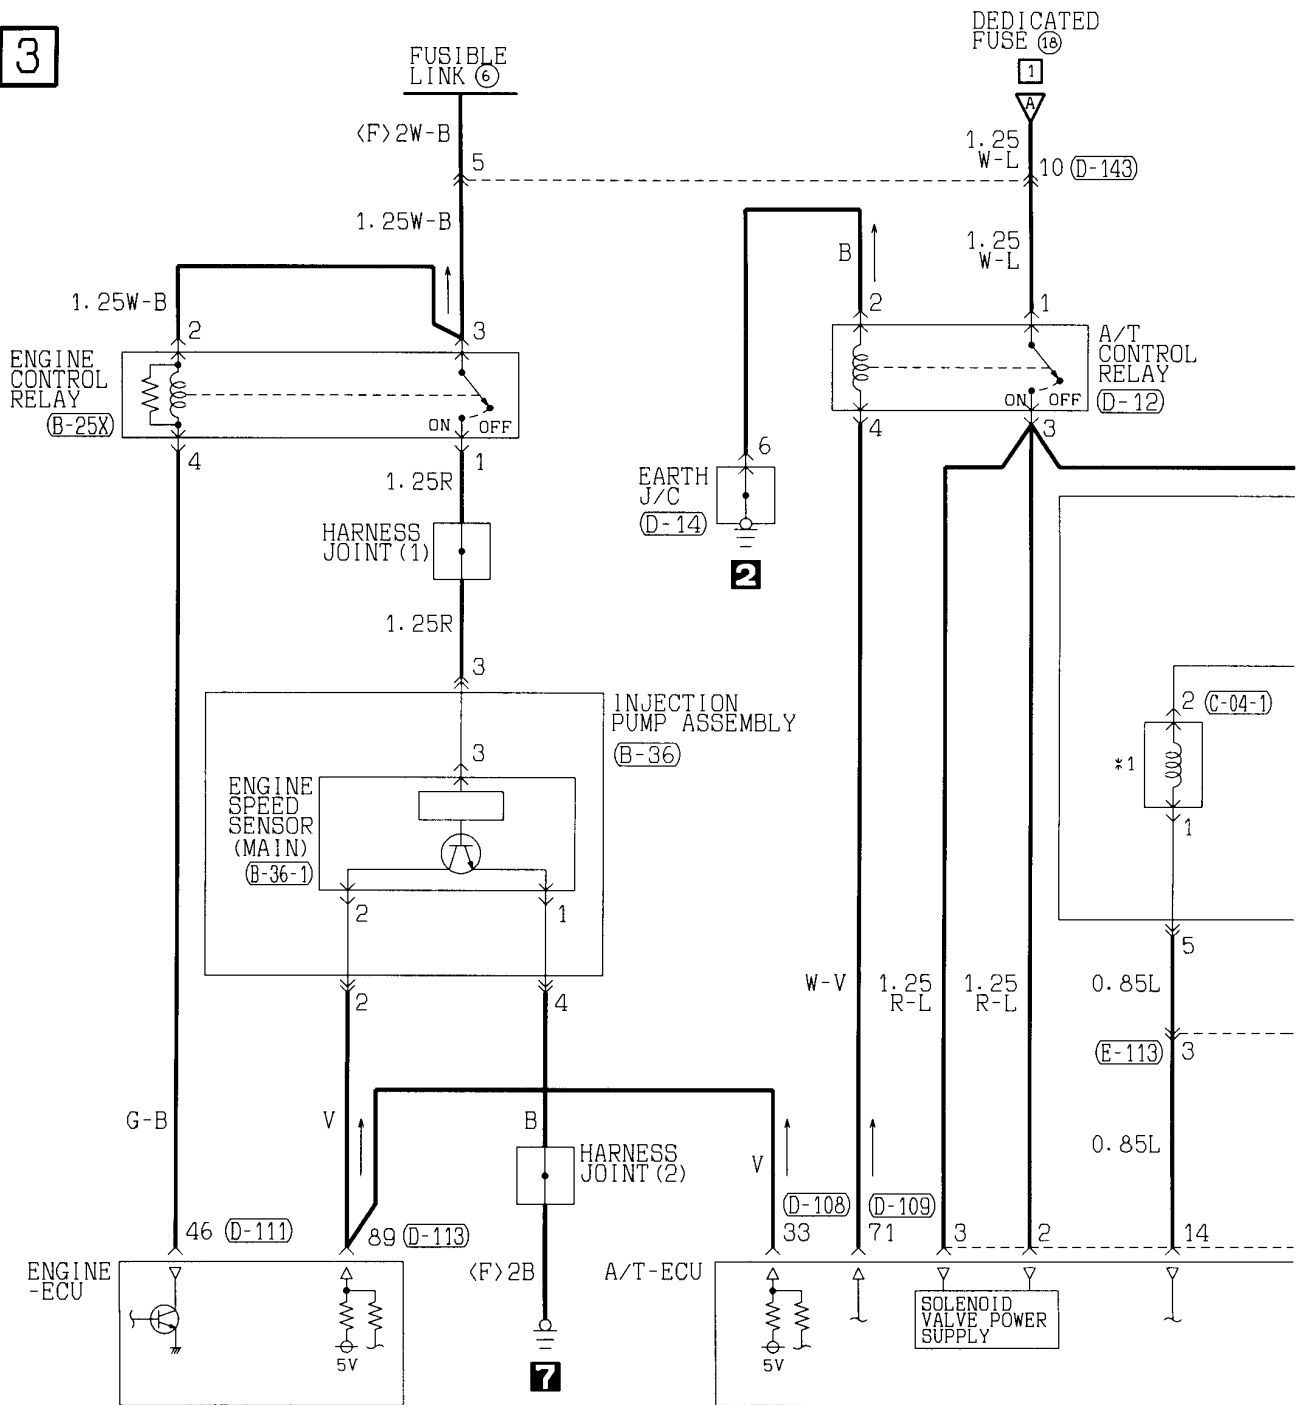 3
FUSIBLE
LINK ⑥
DEDICATED
FUSE ⑱
1
A
<F>2W-B
5
1.25
W-L
10 (D-143)
1.25W-B
B
1.25
W-L
1.25W-B
2
3
2
1
ENGINE
CONTROL
RELAY
(B-25X)
ON
OFF
A/T
CONTROL
RELAY
(D-12)
ON
OFF
4
1
4
3
1.25R
6
EARTH
J/C
(D-14)
HARNESS
JOINT(1)
2
1.25R
3
INJECTION
PUMP ASSEMBLY
(B-36)
2 (C-04-1)
*1
1
3
ENGINE
SPEED
SENSOR
(MAIN)
(B-36-1)
2
1
5
2
4
W-V
1.25
R-L
1.25
R-L
0.85L
(E-113)
3
G-B
V
B
0.85L
HARNESS
JOINT(2)
V
(D-108)
(D-109)
46 (D-111)
89 (D-113)
33
71
3
2
14
ENGINE
-ECU
<F>2B
A/T-ECU
SOLENOID
VALVE POWER
SUPPLY
5V
5V
7